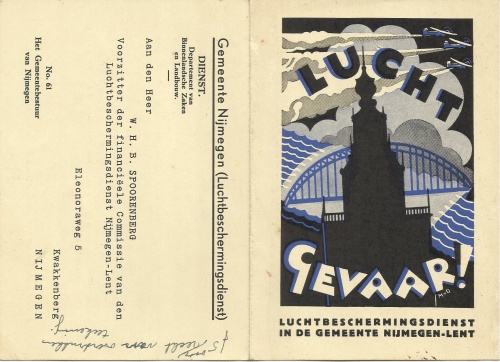 Gemeente Nijmegen (Luchtbeschermingsdienst)
DIENST.
Departement van
Binnenlandsche Zaken
en Landbouw.
Aan den Heer
W. H. B. SPOORENBERG
Voorzitter der financiëele Commissie van den
Luchtbeschermingsdienst Nijmegen-Lent
Eleonoraweg 5
Kwakkenberg
NIJMEGEN
No. 61
Het Gemeentebestuur
van Nijmegen
LUCHT
GEVAAR!
LUCHTBESCHERMINGSDIENST
IN DE GEMEENTE NIJMEGEN-LENT